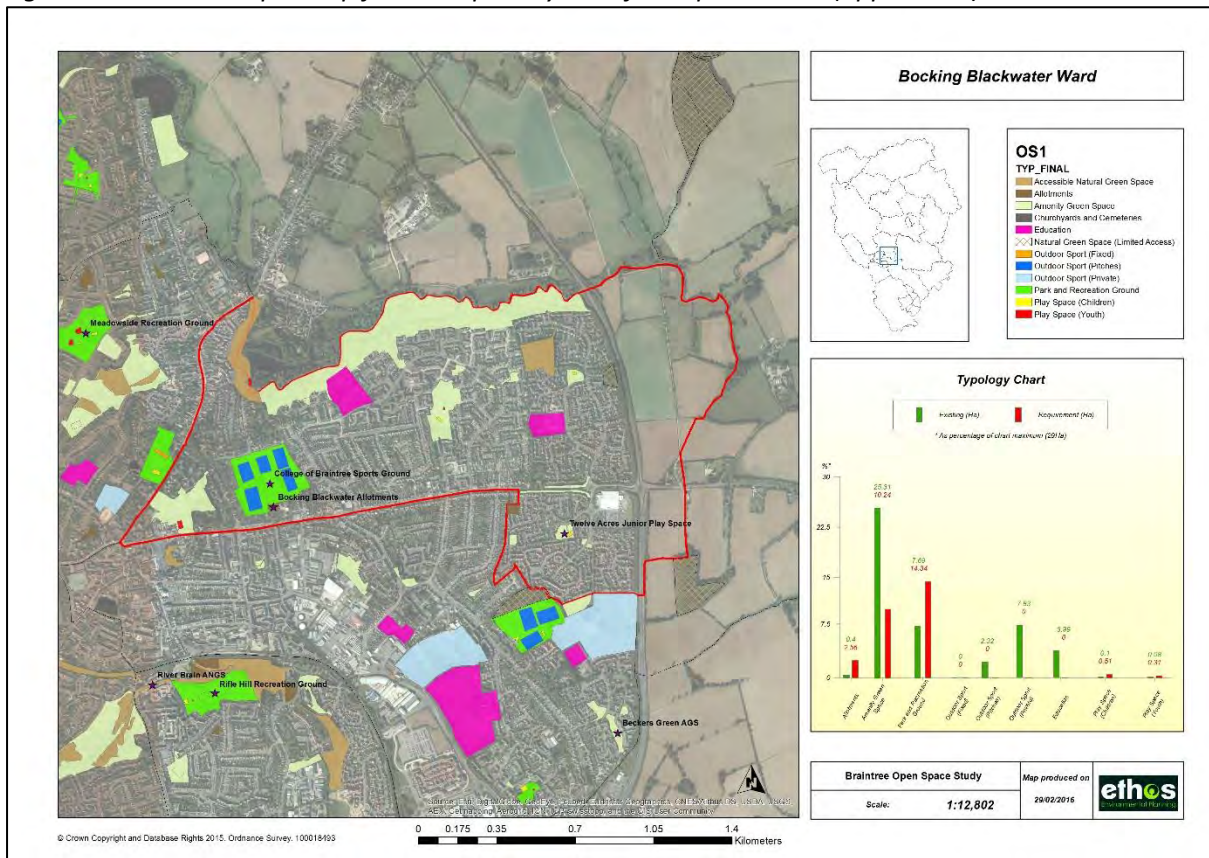 Bocking Blackwater Ward
OS1
TYP_FINAL
Accessible Natural Green Space
Allotments
Amenity Green Space
Churchyards and Cemeteries
Education
Natural Green Space (Limited Access)
Outdoor Sport (Fixed)
Outdoor Sport (Pitches)
Outdoor Sport (Private)
Park and Recreation Ground
Play Space (Children)
Play Space (Youth)
Meadowside Recreation Ground
College of Braintree Sports Ground
Bocking Blackwater Allotments
Twelve Acres Junior Play Space
River Brain ANGS
Rifle Hill Recreation Ground
Beckers Green AGS
Typology Chart
Existing (Ha)
Requirement (Ha)
* As percentage of chart maximum (29Ha)
%*
30
22.5
15
7.5
0
0.4
2.56
25.31
10.24
7.69
14.34
0
0
2.32
0
0
3.96
0
0.1
0.51
0.31
Allotments
Amenity Green Space
Park and Recreation Ground
Outdoor Sport (Fixed)
Outdoor Sport
Outdoor Sport
Education
Play Space (Children)
Play Space (Youth)
Braintree Open Space Study
Scale:
1:12,802
Map produced on
29/02/2016
ethos
Environmental Planning
N
© Crown Copyright and Database Rights 2015. Ordnance Survey. 100018493
0 0.175 0.35 0.7 1.05 1.4
Kilometers